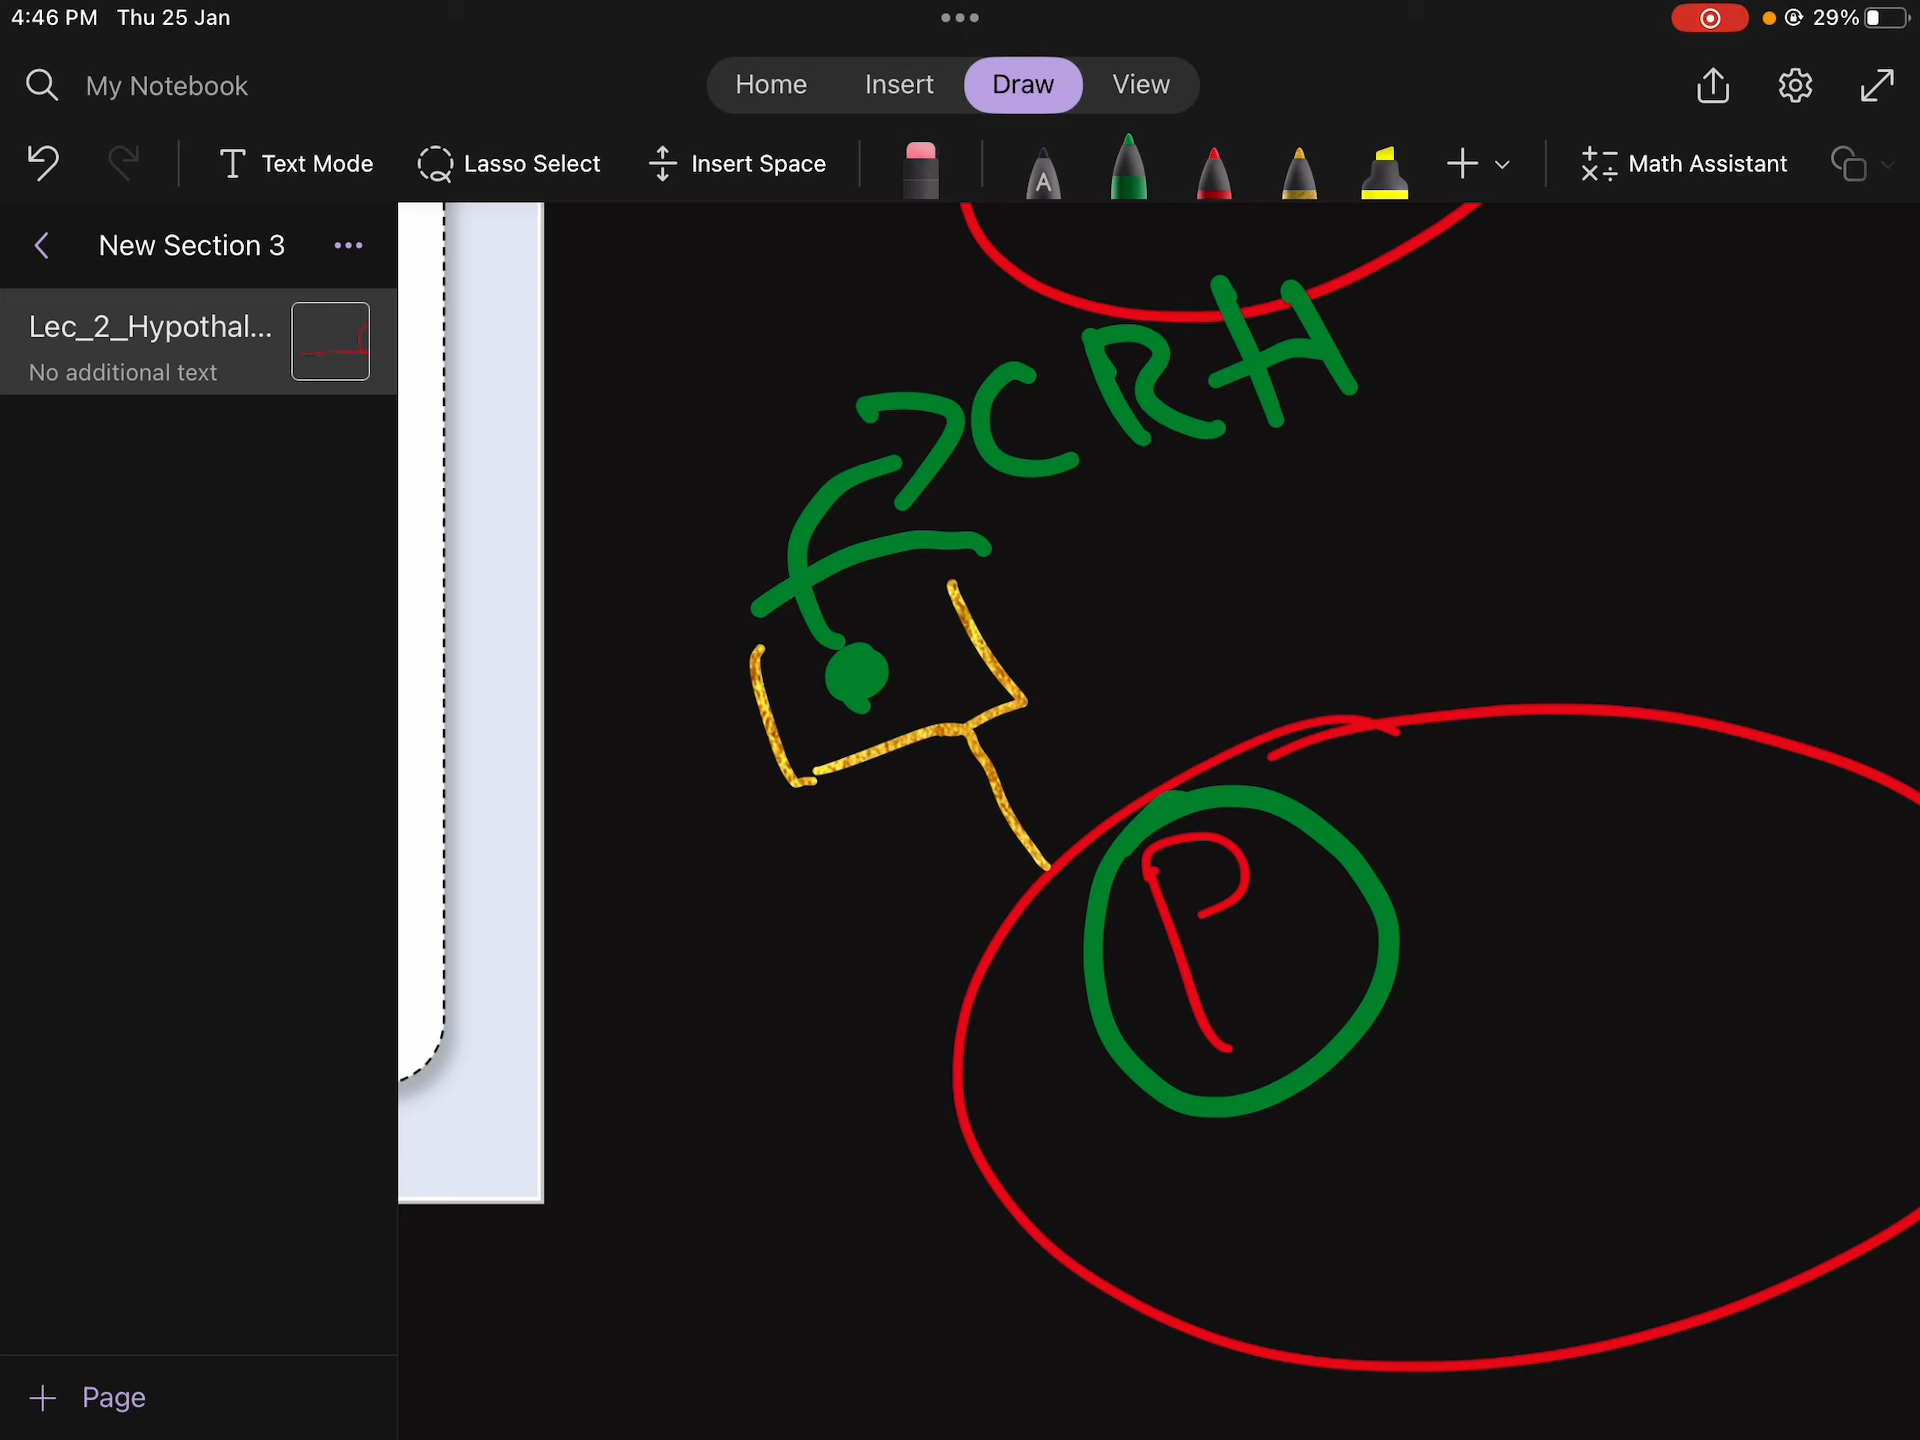 4:46 PM Thu 25 Jan
29%
My Notebook
Home Insert Draw View
Text Mode Lasso Select Insert Space A Math Assistant
New Section 3
Lec_2_Hypothal...
No additional text
CRH
P
Page